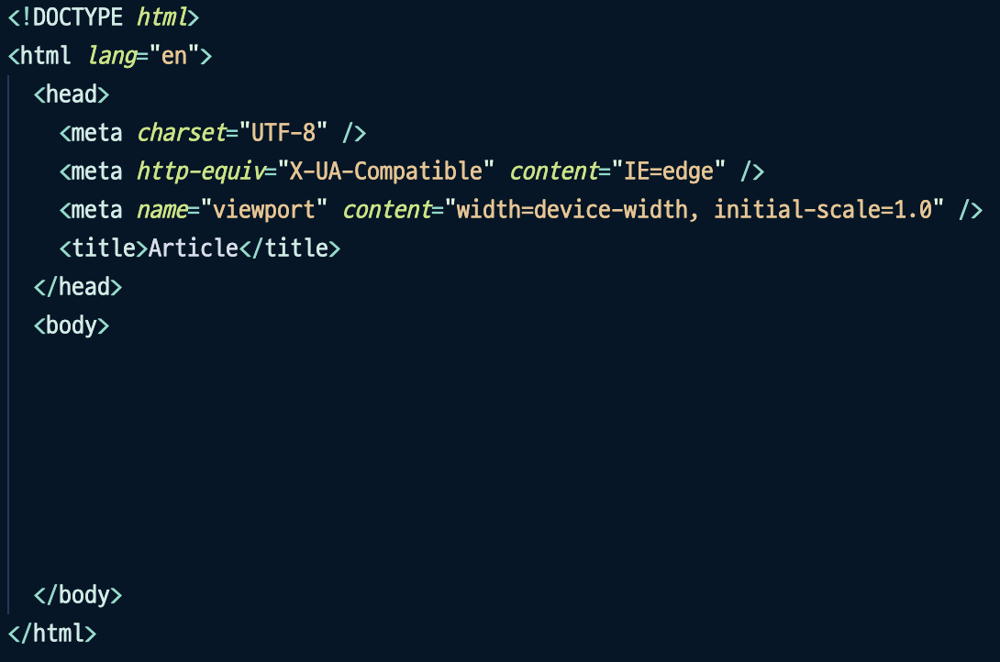 <!DOCTYPE html>
<html lang="en">
<head>
<meta charset="UTF-8" />
<meta http-equiv="X-UA-Compatible" content="IE=edge" />
<meta name="viewport" content="width=device-width, initial-scale=1.0" />
<title>Article</title>
</head>
<body>
</body>
</html>